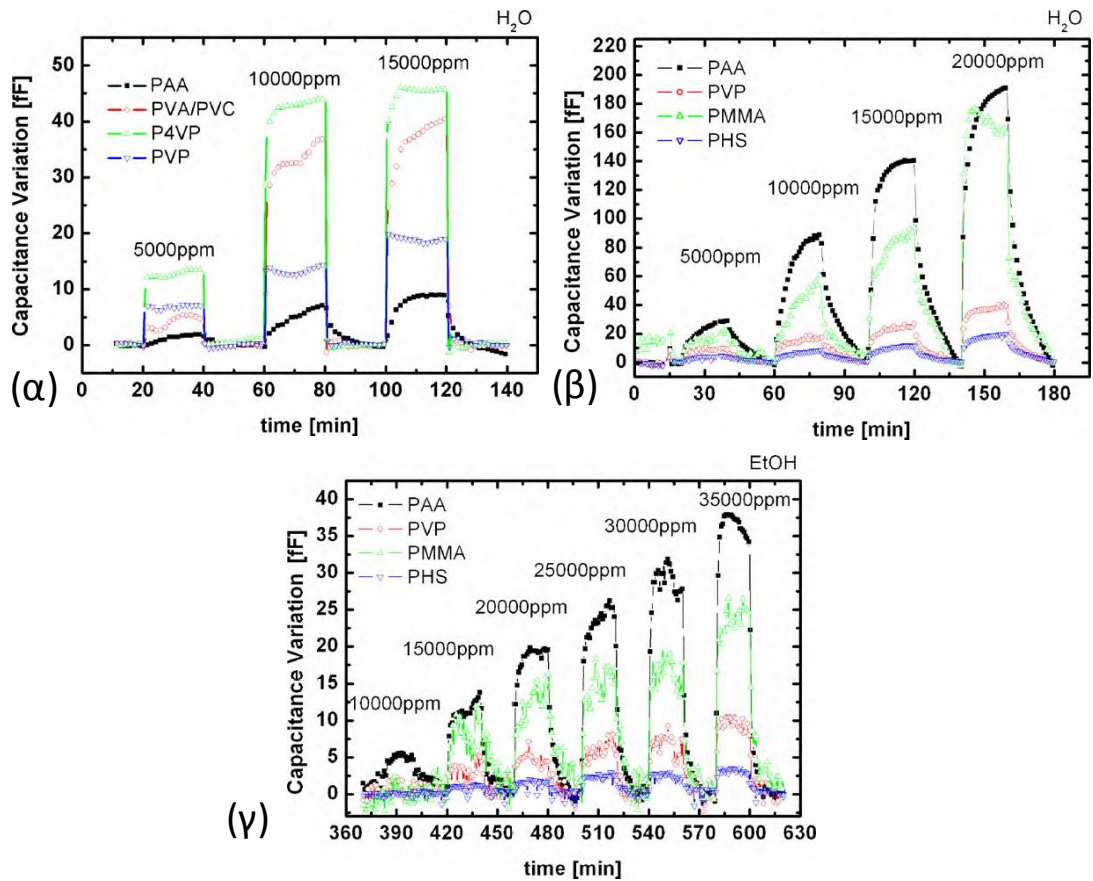 H₂O
Capacitance Variation [fF]
50
45
40
35
30
25
20
15
10
5
0
PAA
PVA/PVC
P4VP
PVP
5000ppm
10000ppm
15000ppm
0 20 40 60 80 100 120 140
time [min]
(α)
H₂O
Capacitance Variation [fF]
220
200
180
160
140
120
100
80
60
40
20
0
PAA
PVP
PMMA
PHS
5000ppm
10000ppm
15000ppm
20000ppm
0 30 60 90 120 150 180
time [min]
(β)
EtOH
Capacitance Variation [fF]
40
35
30
25
20
15
10
5
0
PAA
PVP
PMMA
PHS
10000ppm
15000ppm
20000ppm
25000ppm
30000ppm
35000ppm
360 390 420 450 480 510 540 570 600 630
time [min]
(γ)